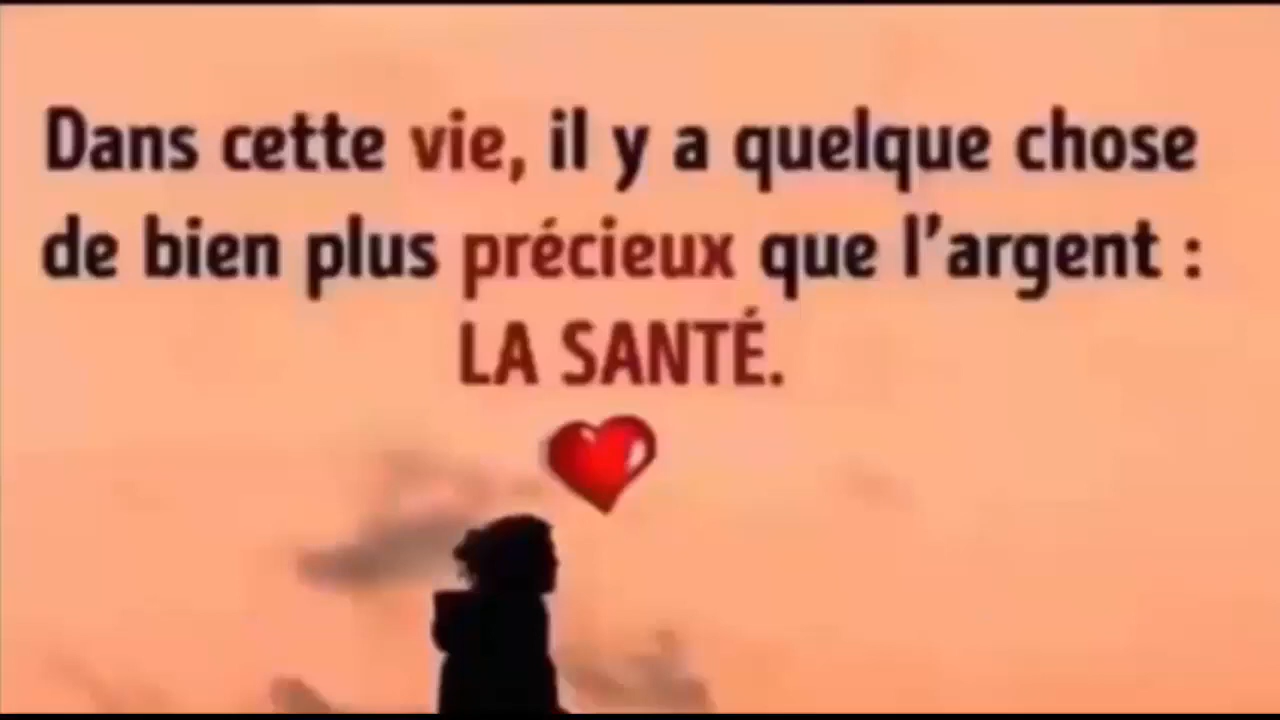 Dans cette vie, il y a quelque chose
de bien plus précieux que l'argent :
LA SANTÉ.